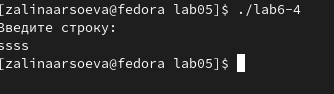 [zalinaarsoeva@fedora lab05]$ ./lab6-4
Введите строку:
ssss
[zalinaarsoeva@fedora lab05]$